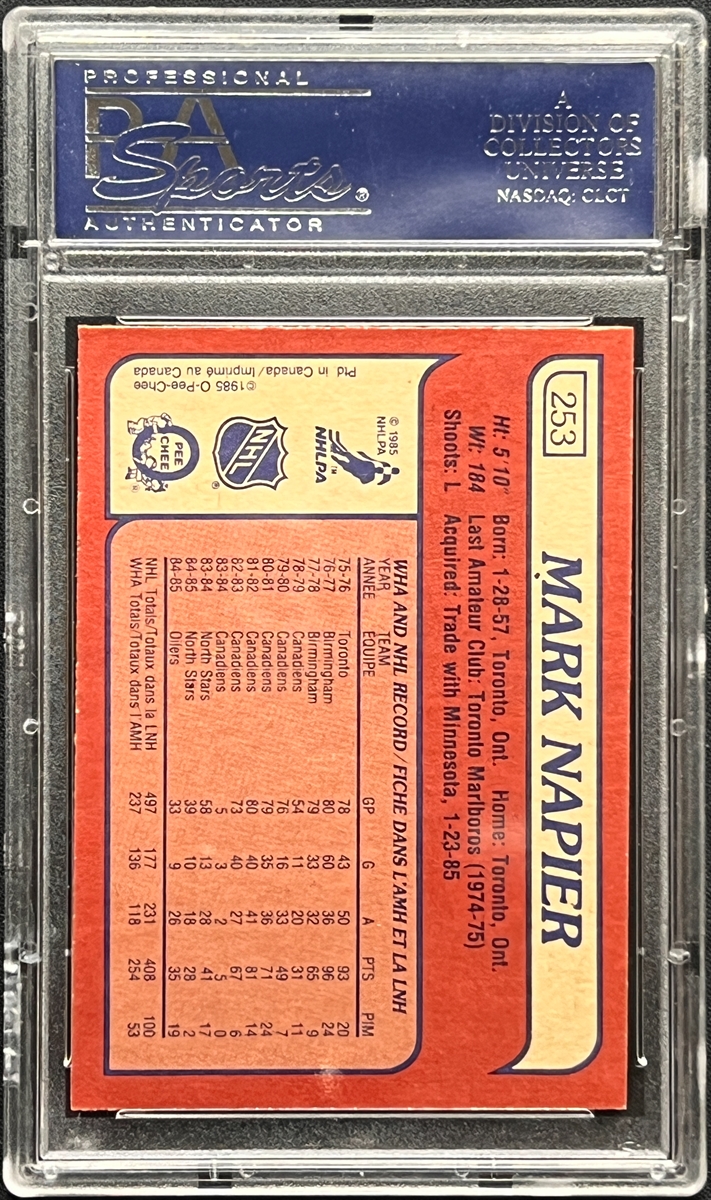 PROFESSIONAL
PSA
Sports®
AUTHENTICATOR
A
DIVISION OF
COLLECTORS
UNIVERSE
NASDAQ: CLCT
253
MARK NAPIER
Ht: 5'10" Born: 1-28-57, Toronto, Ont. Home: Toronto, Ont.
Wt: 184 Last Amateur Club: Toronto Marlboros (1974-75)
Shoots: L Acquired: Trade with Minnesota, 1-23-85
© 1985
NHLPA
NHLPA™
NHL®
O
PEE
CHEE
©1985 O-Pee-Chee
Ptd in Canada/Imprimé au Canada
WHA AND NHL RECORD/FICHE DANS L'AMH ET LA LNH
YEAR TEAM
ANNÉE EQUIPE GP G A PTS PIM
75-76 Toronto 78 43 50 93 20
76-77 Birmingham 80 60 36 96 24
77-78 Birmingham 79 33 32 65 9
78-79 Canadiens 54 11 20 31 11
79-80 Canadiens 76 16 33 49 7
80-81 Canadiens 79 35 36 71 24
81-82 Canadiens 80 40 41 81 14
82-83 Canadiens 73 40 27 67 6
83-84 Canadiens 5 3 2 5 0
83-84 North Stars 58 13 28 41 17
84-85 North Stars 39 10 18 28 2
84-85 Oilers 33 9 26 35 19
NHL Totals/Totaux dans la LNH 497 177 231 408 100
WHA Totals/Totaux dans l'AMH 237 136 118 254 53